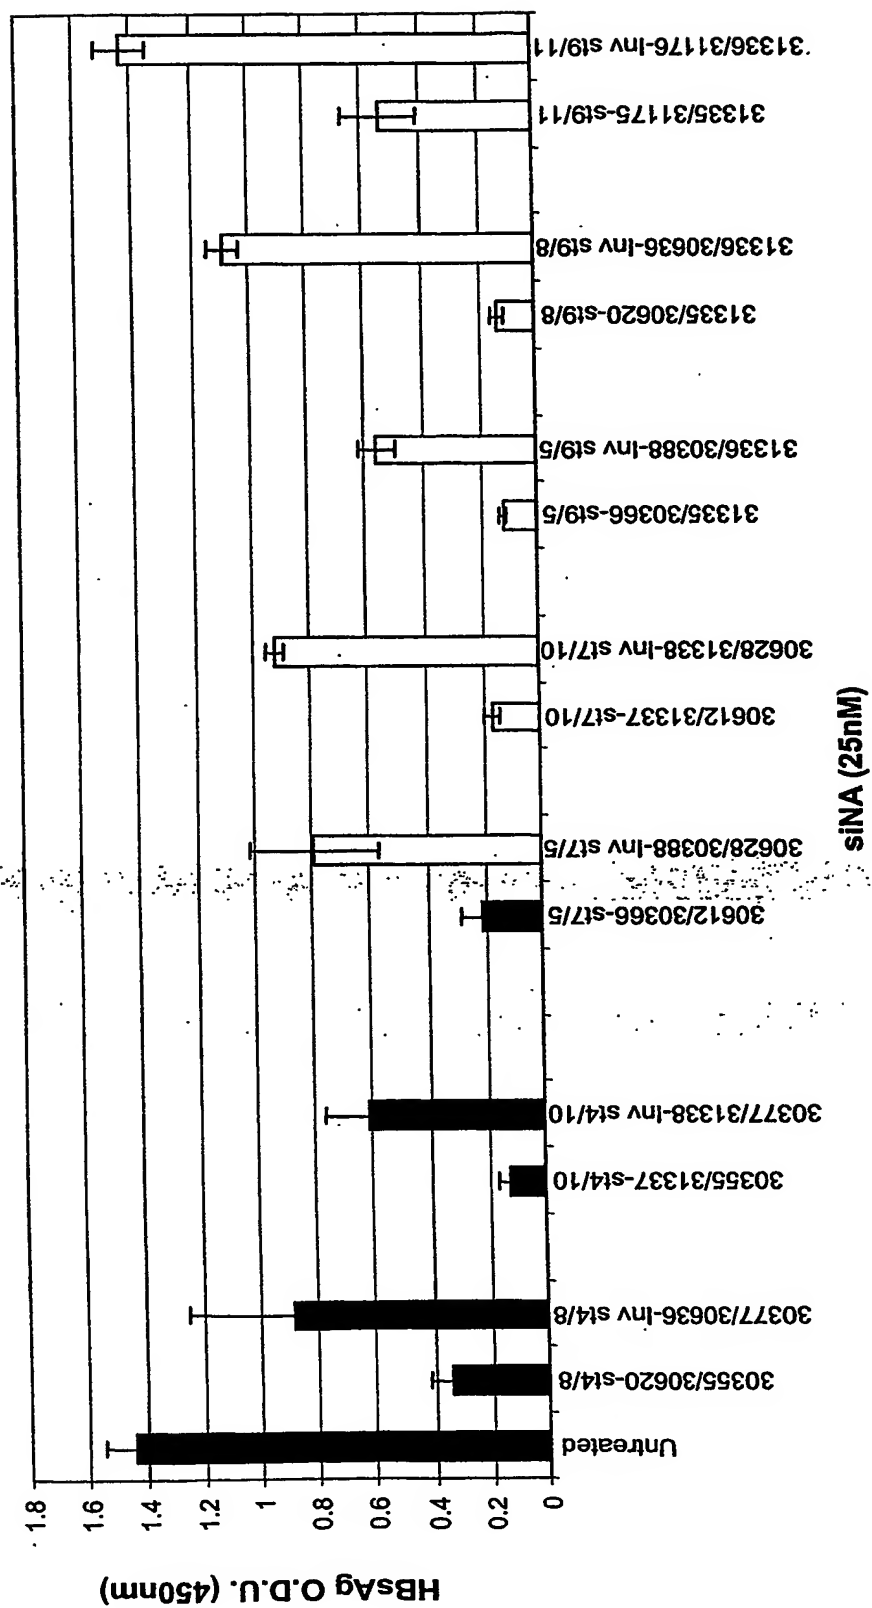 HBsAg O.D.U. (450nm)
1.8
1.6
1.4
1.2
1
0.8
0.6
0.4
0.2
0
Untreated
30355/30620-st4/8
30377/30636-Inv st4/8
30355/31337-st4/10
30377/31338-Inv st4/10
30612/30366-st7/5
30628/30388-Inv st7/5
30612/31337-st7/10
30628/31338-Inv st7/10
31335/30366-st9/5
31336/30388-Inv st9/5
31335/30620-st9/8
31336/30636-Inv st9/8
31335/31175-st9/11
31336/31176-Inv st9/11
siNA (25nM)